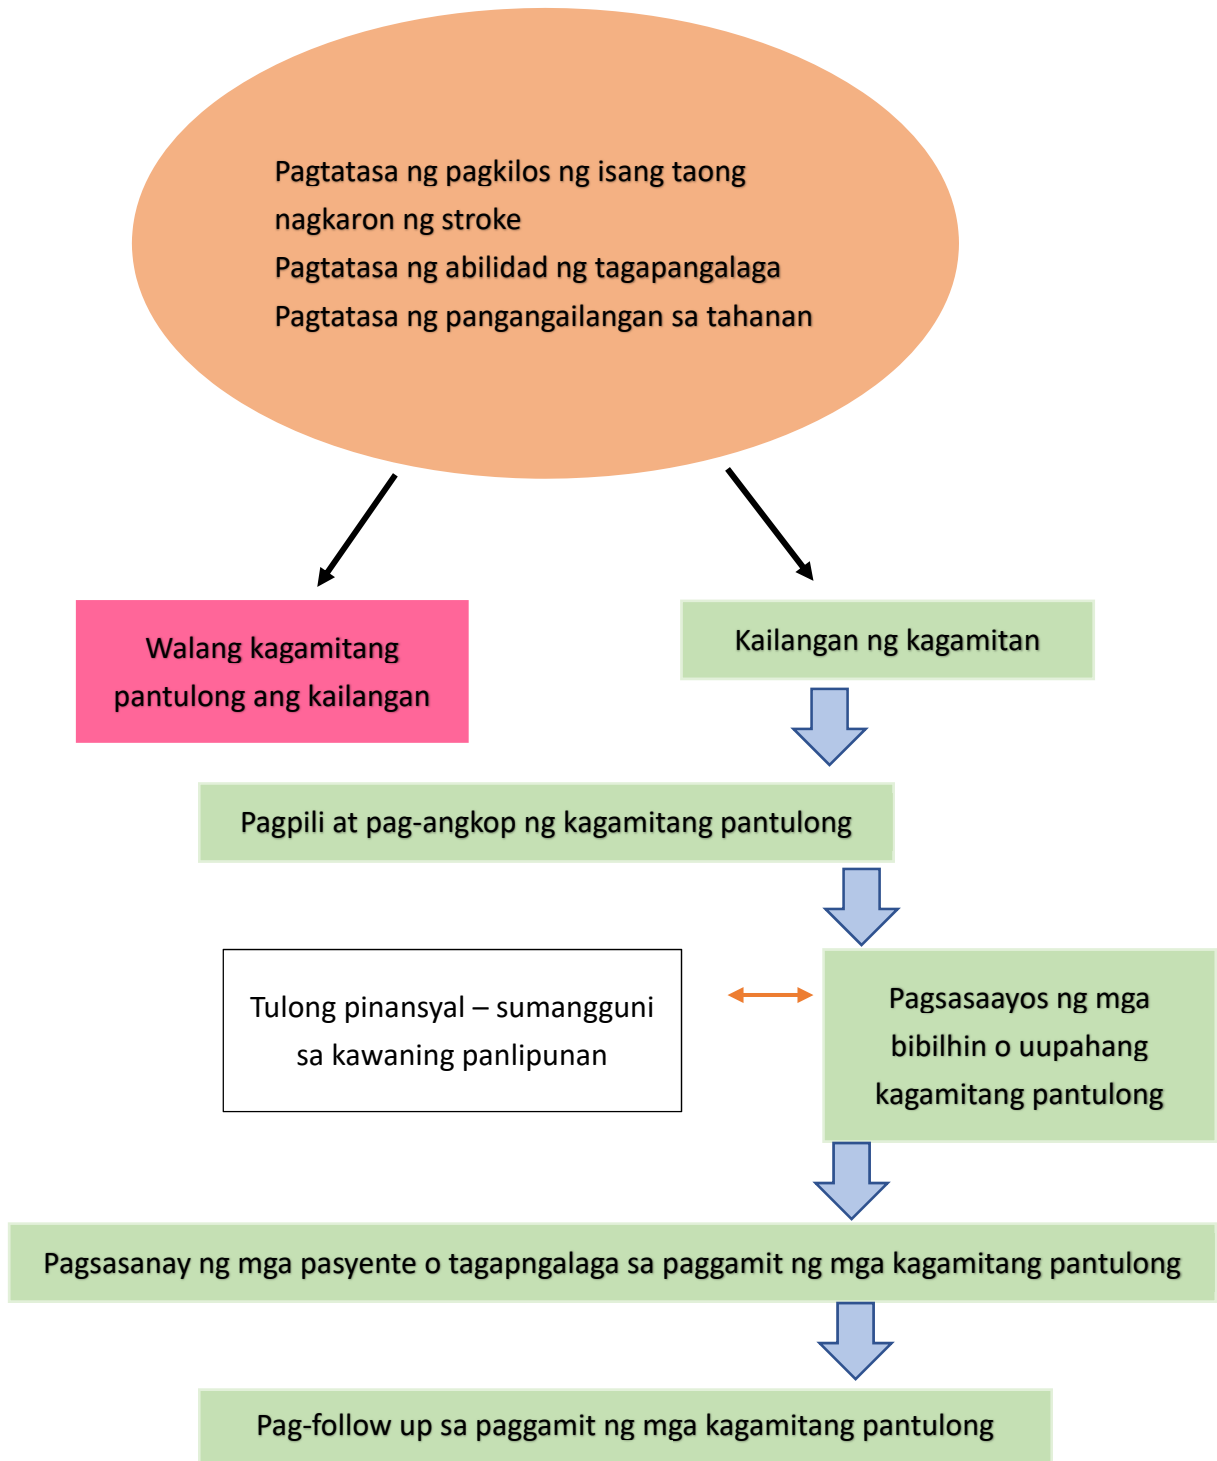 Pagtatasa ng pagkilos ng isang taong
nagkaron ng stroke
Pagtatasa ng abilidad ng tagapangalaga
Pagtatasa ng pangangailangan sa tahanan
Walang kagamitang
pantulong ang kailangan
Kailangan ng kagamitan
Pagpili at pag-angkop ng kagamitang pantulong
Tulong pinansyal – sumangguni
sa kawaning panlipunan
Pagsasaayos ng mga
bibilhin o uupahang
kagamitang pantulong
Pagsasanay ng mga pasyente o tagapngalaga sa paggamit ng mga kagamitang pantulong
Pag-follow up sa paggamit ng mga kagamitang pantulong